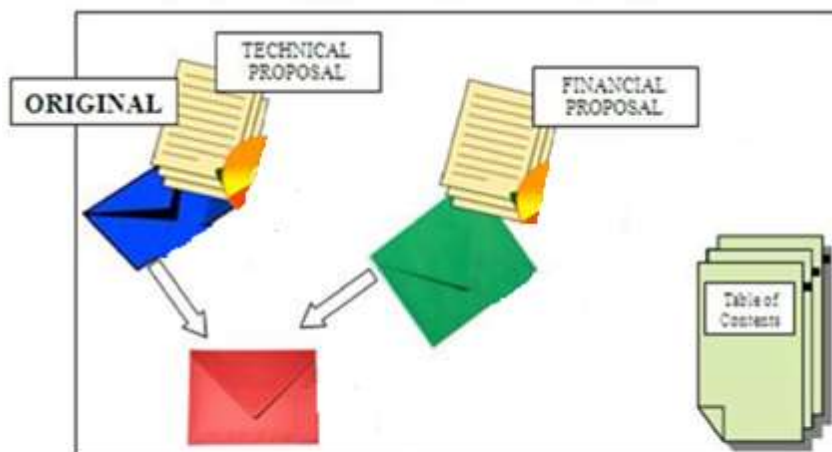 TECHNICAL
PROPOSAL
ORIGINAL
FINANCIAL
PROPOSAL
Table of
Contents